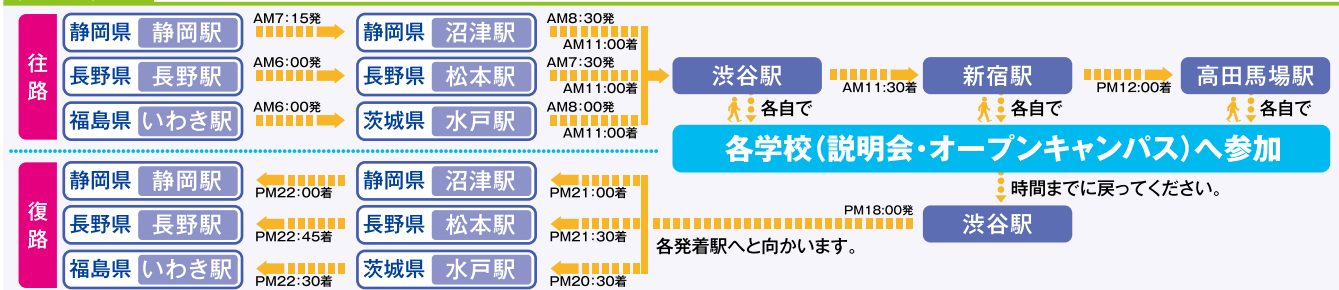 往路
静岡県 静岡駅 AM7:15発 静岡県 沼津駅 AM8:30発 AM11:00着
長野県 長野駅 AM6:00発 長野県 松本駅 AM7:30発 AM11:00着
福島県 いわき駅 AM6:00発 茨城県 水戸駅 AM8:00発 AM11:00着
渋谷駅 AM11:30着 新宿駅 PM12:00着 高田馬場駅
各自で 各自で 各自で
各学校(説明会・オープンキャンパス)へ参加
時間までに戻ってください。
復路
静岡県 静岡駅 PM22:00着 静岡県 沼津駅 PM21:00着
長野県 長野駅 PM22:45着 長野県 松本駅 PM21:30着
福島県 いわき駅 PM22:30着 茨城県 水戸駅 PM20:30着
各発着駅へと向かいます。
PM18:00発 渋谷駅